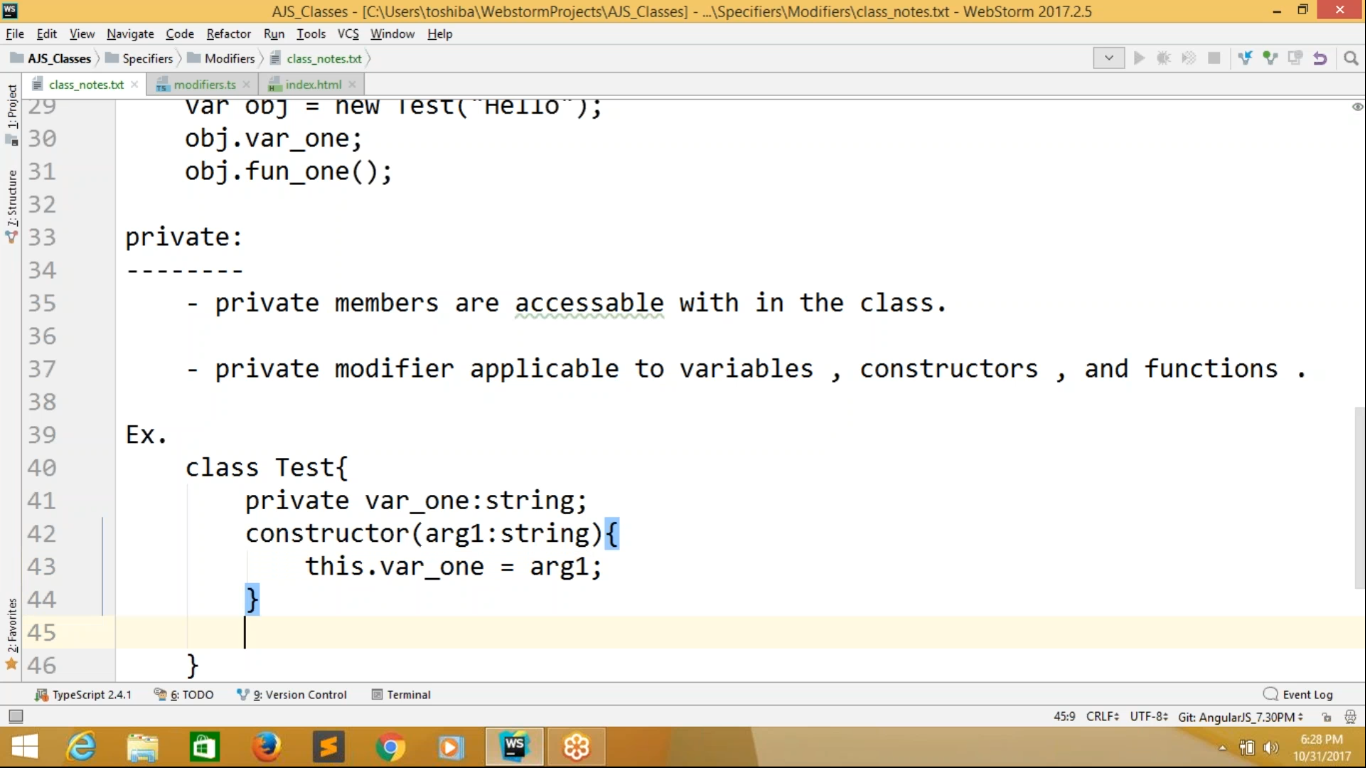 AJS_Classes - [C:\Users\toshiba\WebstormProjects\AJS_Classes] - ...\Specifiers\Modifiers\class_notes.txt - WebStorm 2017.2.5
File Edit View Navigate Code Refactor Run Tools VCS Window Help
AJS_Classes Specifiers Modifiers class_notes.txt
class_notes.txt modifiers.ts index.html
1: Project
Z: Structure
2: Favorites
29 var obj = new Test("Hello");
30 obj.var_one;
31 obj.fun_one();
32
33 private:
34 --------
35 - private members are accessable with in the class.
36
37 - private modifier applicable to variables , constructors , and functions .
38
39 Ex.
40 class Test{
41 private var_one:string;
42 constructor(arg1:string){
43 this.var_one = arg1;
44 }
45
46 }
TypeScript 2.4.1 6: TODO 9: Version Control Terminal Event Log
45:9 CRLF UTF-8 Git: AngularJS_7.30PM
6:28 PM
10/31/2017